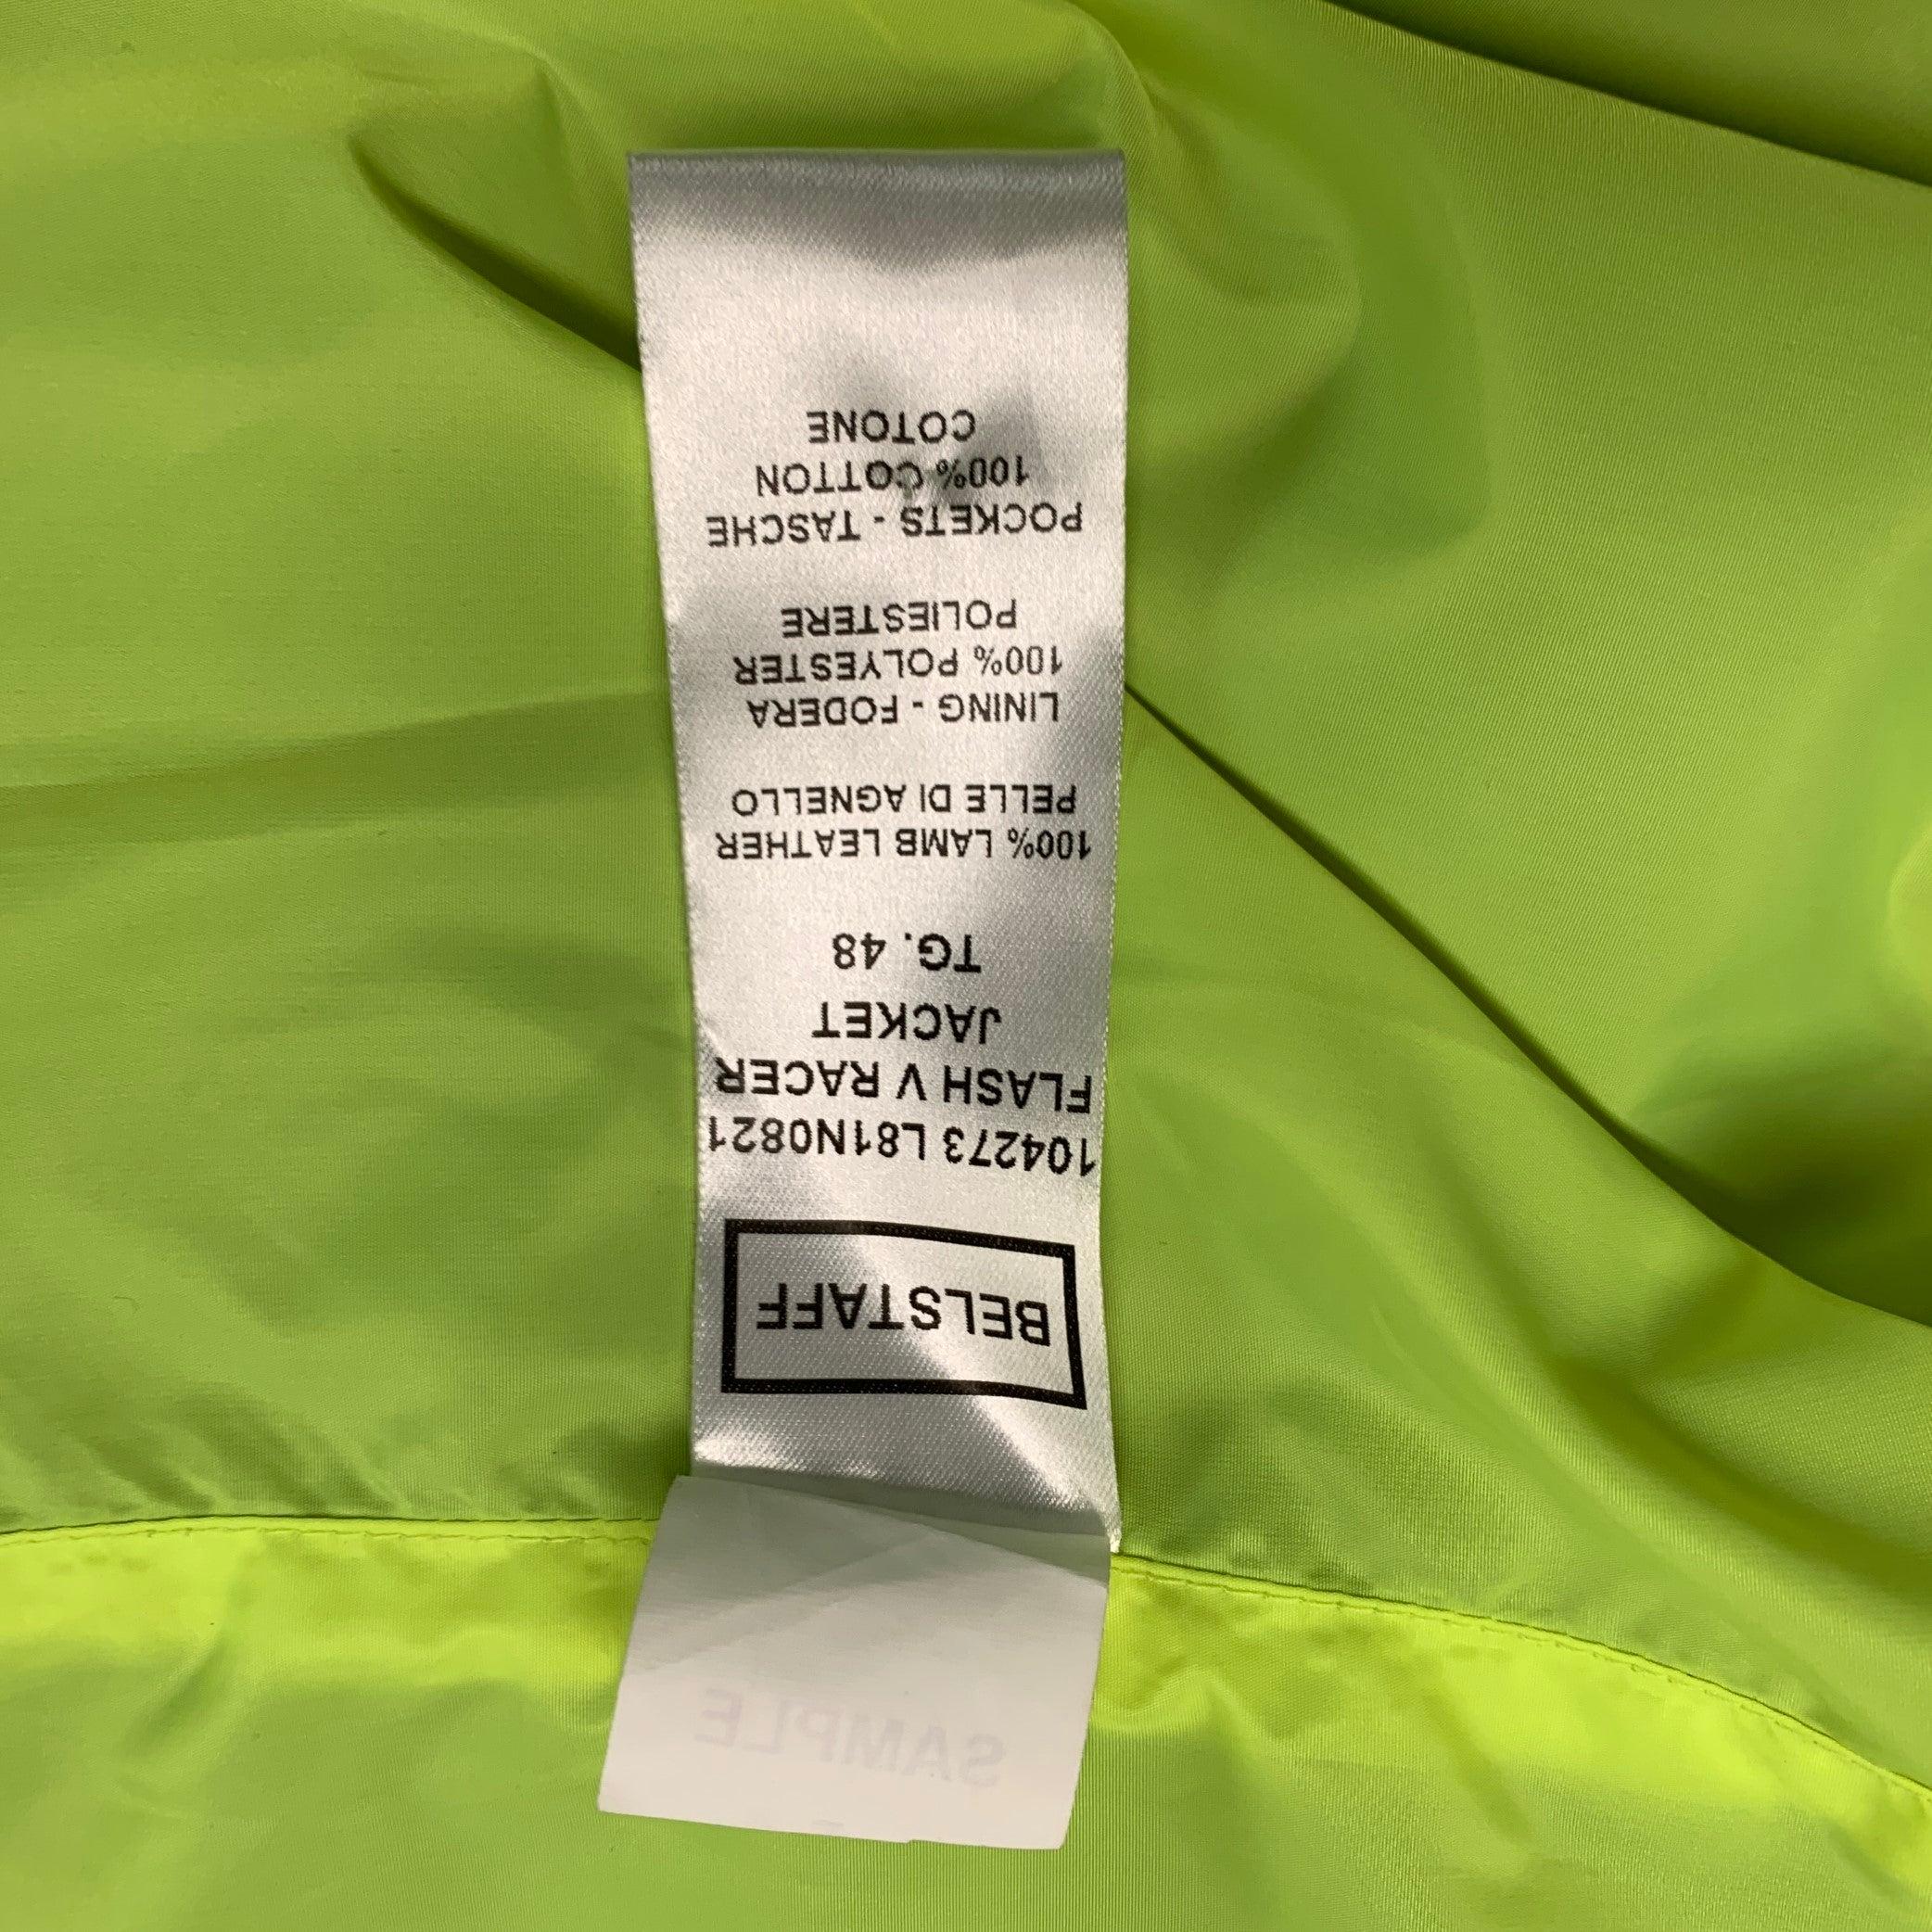 SAMPLE
BELSTAFF
104273 L81N0821
FLASH V RACER
JACKET
TG. 48
100% LAMB LEATHER
PELLE DI AGNELLO
LINING - FODERA
100% POLYESTER
POLIESTERE
POCKETS - TASCHE
100% COTTON
COTONE